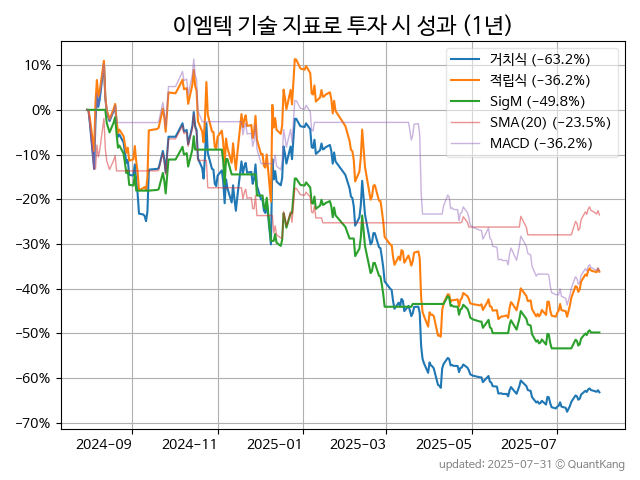 이엠텍 기술 지표로 투자 시 성과 (1년)
거치식 (−63.2%)
적립식 (−36.2%)
SigM (−49.8%)
SMA(20) (−23.5%)
MACD (−36.2%)
10%
0%
−10%
−20%
−30%
−40%
−50%
−60%
−70%
2024-09 2024-11 2025-01 2025-03 2025-05 2025-07
updated: 2025-07-31 © QuantKang